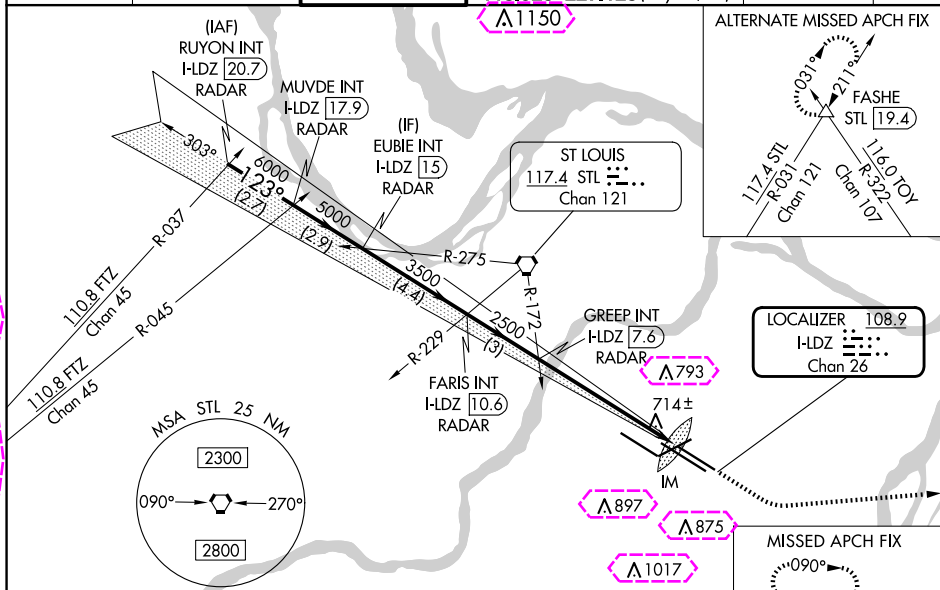 1150
(IAF)
RUYON INT
I-LDZ 20.7
RADAR
MUVDE INT
I-LDZ 17.9
RADAR
(IF)
EUBIE INT
I-LDZ 15
RADAR
303°
6000
123°
(2.7)
5000
(2.9)
3500
(4.4)
2500
(3)
R-037
110.8 FTZ
Chan 45
R-045
110.8 FTZ
Chan 45
ST LOUIS
117.4 STL
Chan 121
R-275
R-172
R-229
FARIS INT
I-LDZ 10.6
RADAR
GREEP INT
I-LDZ 7.6
RADAR
793
714±
IM
LOCALIZER 108.9
I-LDZ
Chan 26
ALTERNATE MISSED APCH FIX
031°
211°
FASHE
STL 19.4
117.4 STL
R-031
Chan 121
116.0 TOY
R-322
Chan 107
MSA STL 25 NM
2300
090°
270°
2800
897
875
1017
MISSED APCH FIX
090°